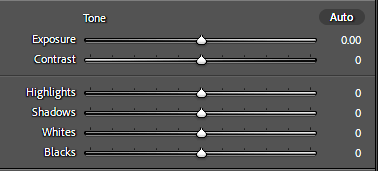 Tone Auto
Exposure 0.00
Contrast 0
Highlights 0
Shadows 0
Whites 0
Blacks 0